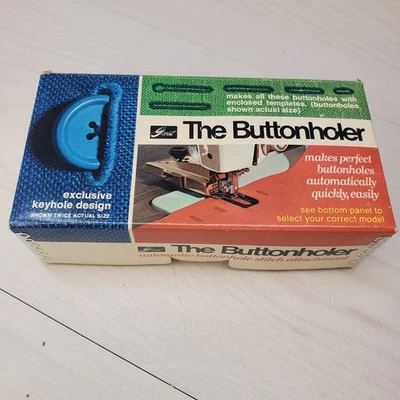 makes all these buttonholes with
enclosed templates. (buttonholes
shown actual size)
Greist The Buttonholer
makes perfect
buttonholes
automatically
quickly, easily
exclusive
keyhole design
SHOWN TWICE ACTUAL SIZE
see bottom panel to
select your correct model
The Buttonholer
automatic buttonhole stitch attachment